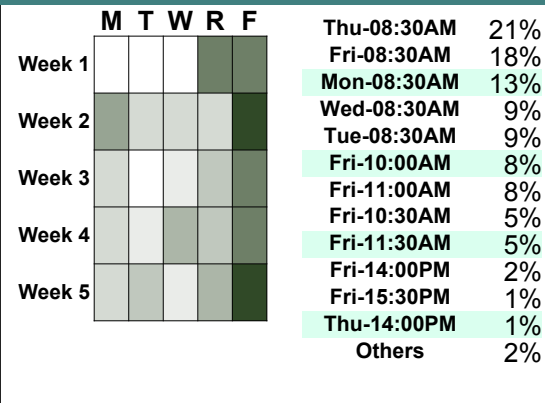 M T W R F
Week 1
Week 2
Week 3
Week 4
Week 5
Thu-08:30AM 21%
Fri-08:30AM 18%
Mon-08:30AM 13%
Wed-08:30AM 9%
Tue-08:30AM 9%
Fri-10:00AM 8%
Fri-11:00AM 8%
Fri-10:30AM 5%
Fri-11:30AM 5%
Fri-14:00PM 2%
Fri-15:30PM 1%
Thu-14:00PM 1%
Others 2%